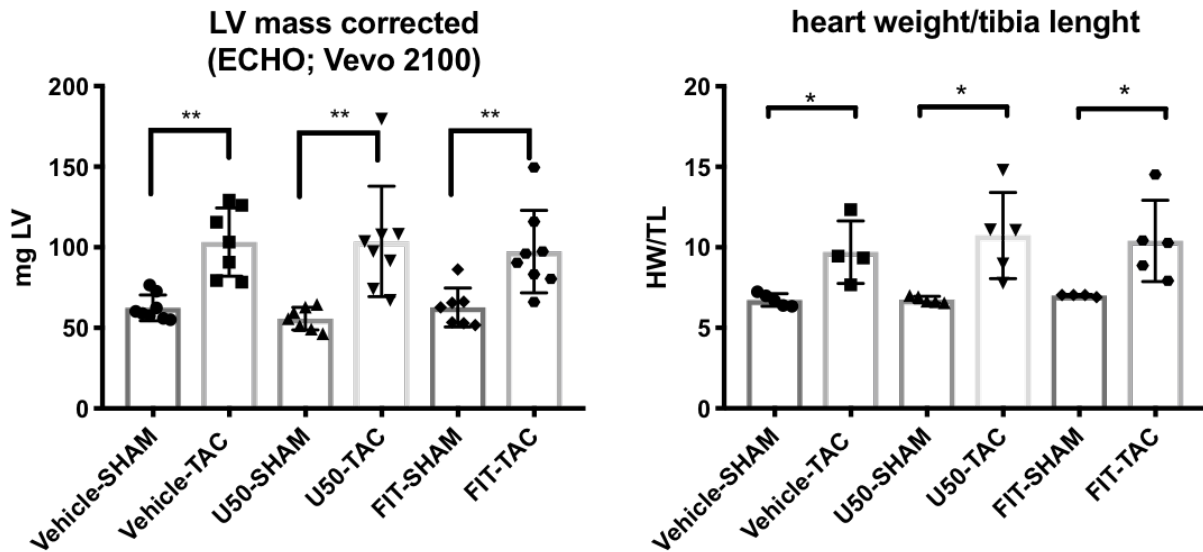 LV mass corrected
(ECHO; Vevo 2100)
mg LV
200
150
100
50
0
** ** **
Vehicle-SHAM
Vehicle-TAC
U50-SHAM
U50-TAC
FIT-SHAM
FIT-TAC
heart weight/tibia lenght
HW/TL
20
15
10
5
0
* * *
Vehicle-SHAM
Vehicle-TAC
U50-SHAM
U50-TAC
FIT-SHAM
FIT-TAC